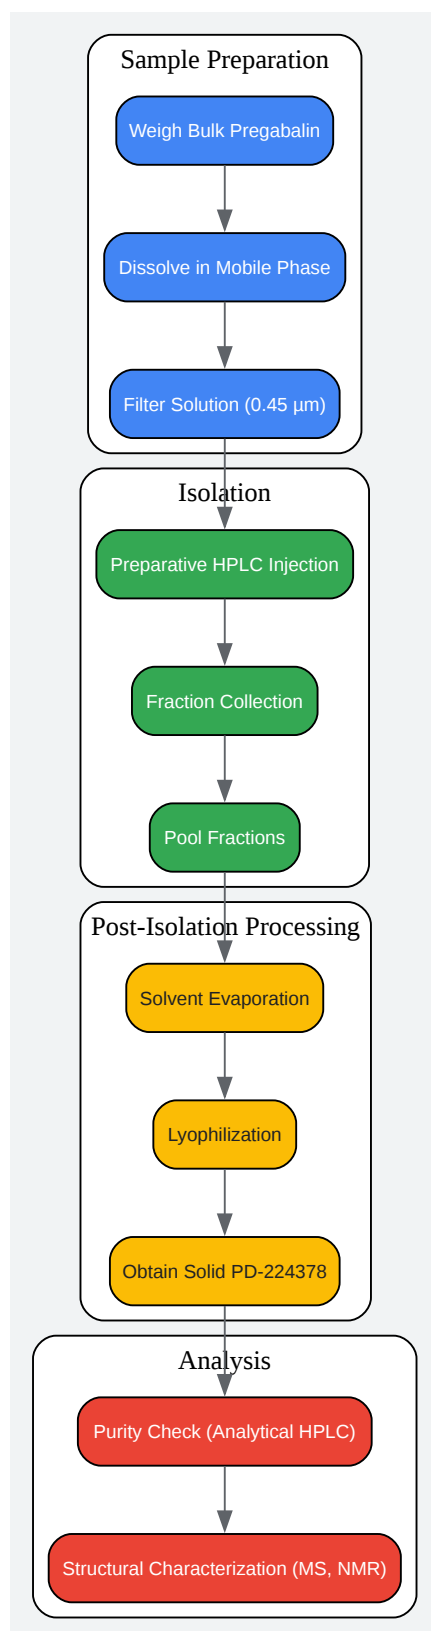 Sample Preparation
Weigh Bulk Pregabalin
Dissolve in Mobile Phase
Filter Solution (0.45 µm)
Isolation
Preparative HPLC Injection
Fraction Collection
Pool Fractions
Post-Isolation Processing
Solvent Evaporation
Lyophilization
Obtain Solid PD-224378
Analysis
Purity Check (Analytical HPLC)
Structural Characterization (MS, NMR)